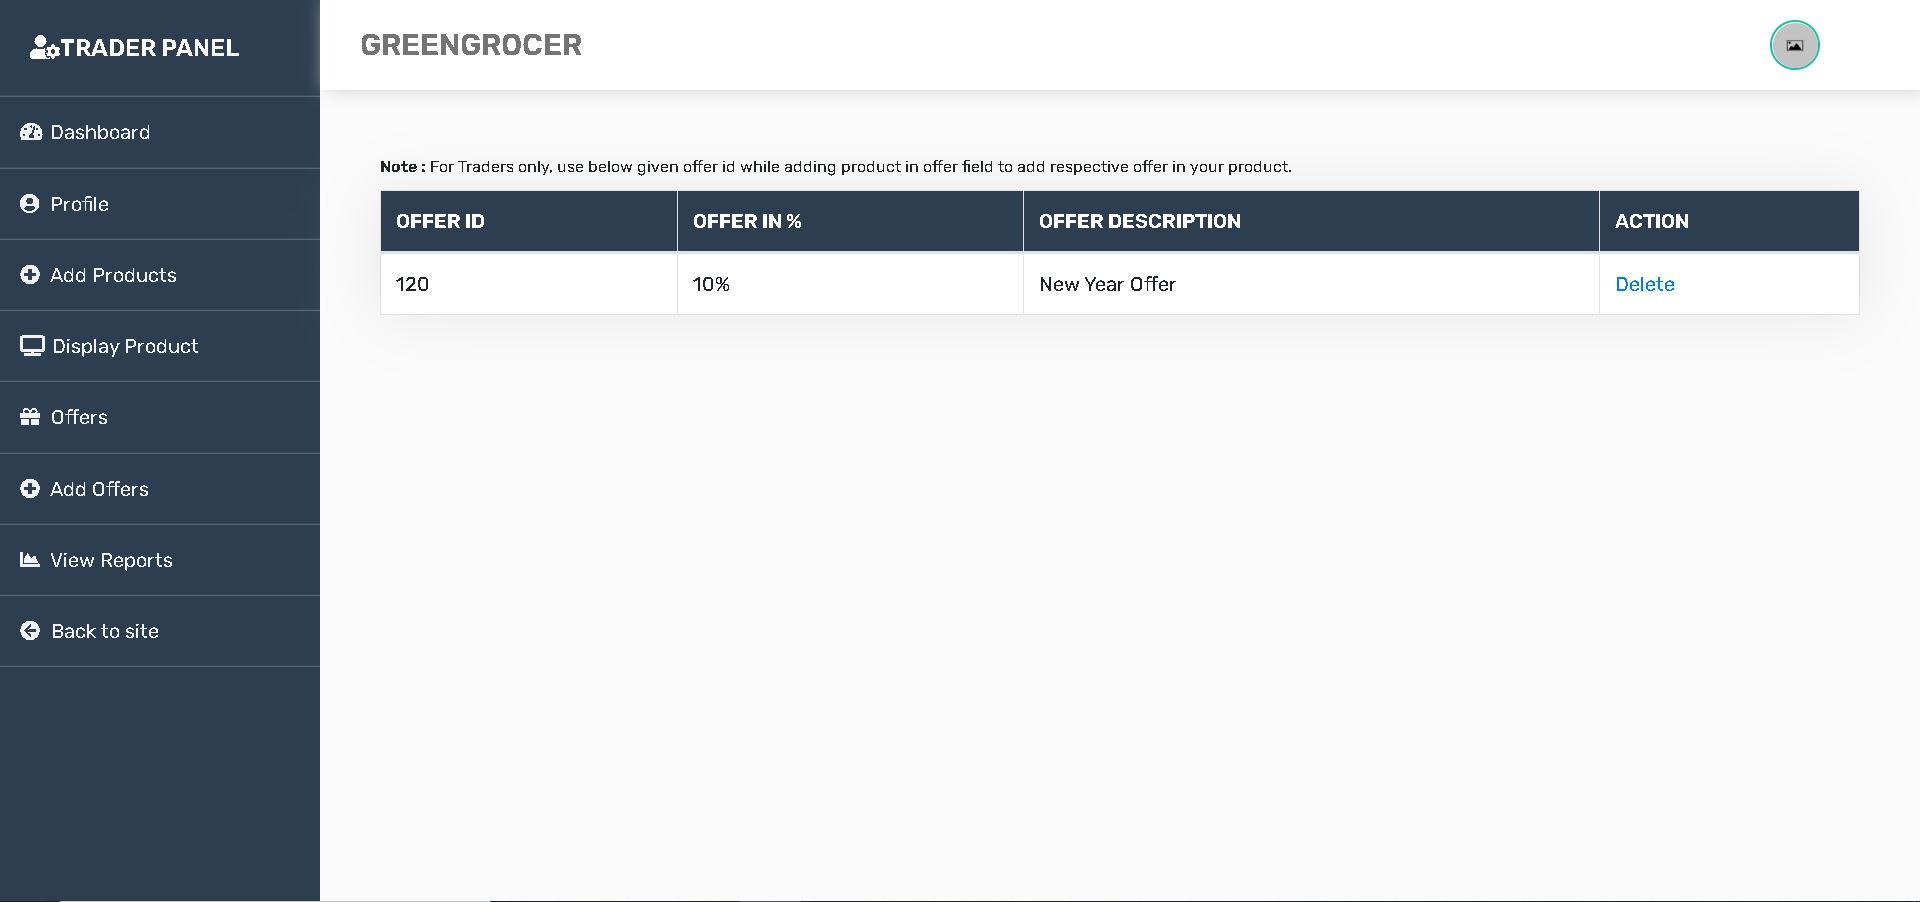 TRADER PANEL
GREENGROCER
Dashboard
Profile
Add Products
Display Product
Offers
Add Offers
View Reports
Back to site
Note : For Traders only, use below given offer id while adding product in offer field to add respective offer in your product.
OFFER ID OFFER IN % OFFER DESCRIPTION ACTION
120 10% New Year Offer Delete